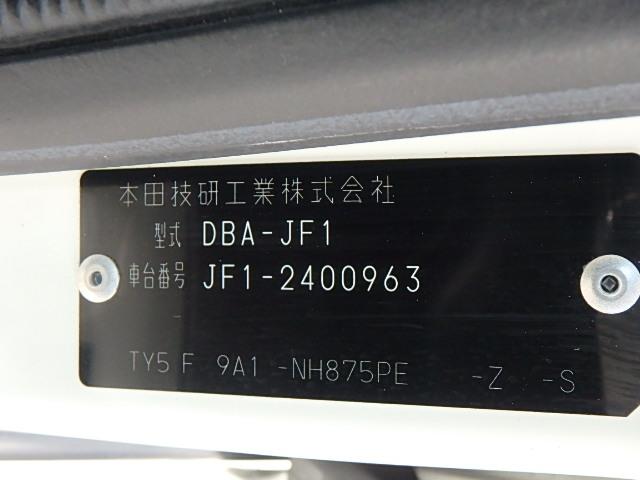 本田技研工業株式会社
型式 DBA-JF1
車台番号 JF1-2400963
-
TY5 F 9A1 -NH875PE -Z -S